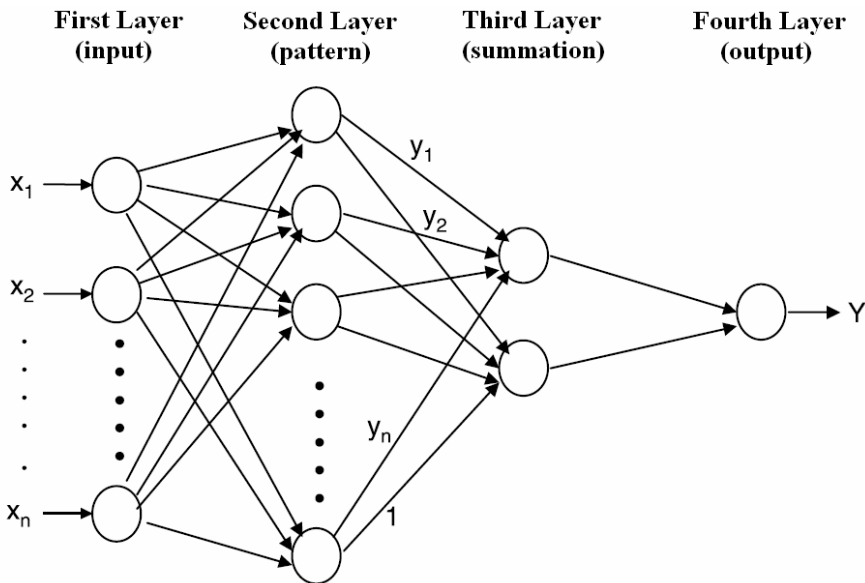 First Layer
(input)
Second Layer
(pattern)
Third Layer
(summation)
Fourth Layer
(output)
x1
x2
xn
y1
y2
yn
1
Y